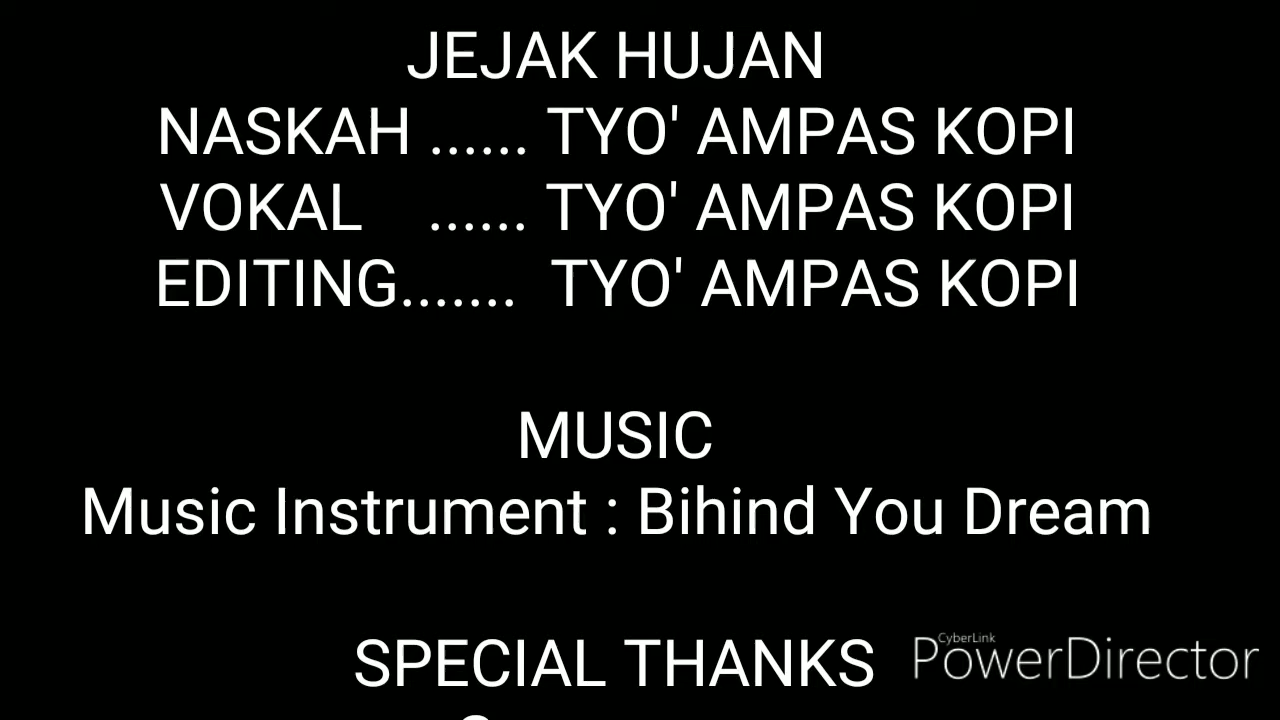 JEJAK HUJAN
NASKAH ...... TYO' AMPAS KOPI
VOKAL ...... TYO' AMPAS KOPI
EDITING....... TYO' AMPAS KOPI
MUSIC
Music Instrument : Bihind You Dream
SPECIAL THANKS
CyberLink
PowerDirector